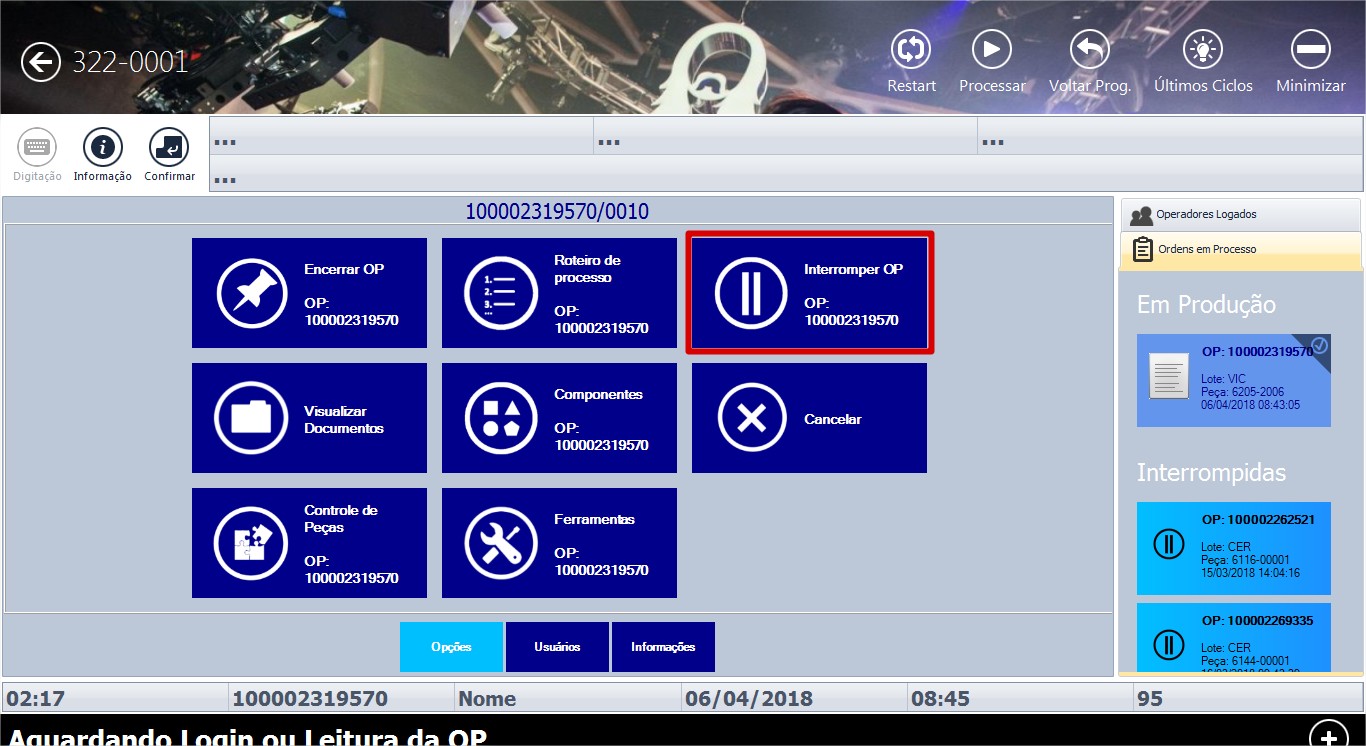 322-0001
Restart
Processar
Voltar Prog.
Últimos Ciclos
Minimizar
Digitação
Informação
Confirmar
...
...
...
...
100002319570/0010
Encerrar OP
OP:
100002319570
Roteiro de
processo
OP:
100002319570
Interromper OP
OP:
100002319570
Visualizar
Documentos
Componentes
OP:
100002319570
Cancelar
Controle de
Peças
OP:
100002319570
Ferramentas
OP:
100002319570
Opções
Usuários
Informações
Operadores Logados
Ordens em Processo
Em Produção
OP: 100002319570
Lote: VIC
Peça: 6205-2006
06/04/2018 08:43:05
Interrompidas
OP: 100002262521
Lote: CER
Peça: 6116-00001
15/03/2018 14:04:16
OP: 100002269335
Lote: CER
Peça: 6144-00001
02:17
100002319570
Nome
06/04/2018
08:45
95
Aguardando Login ou Leitura da OP